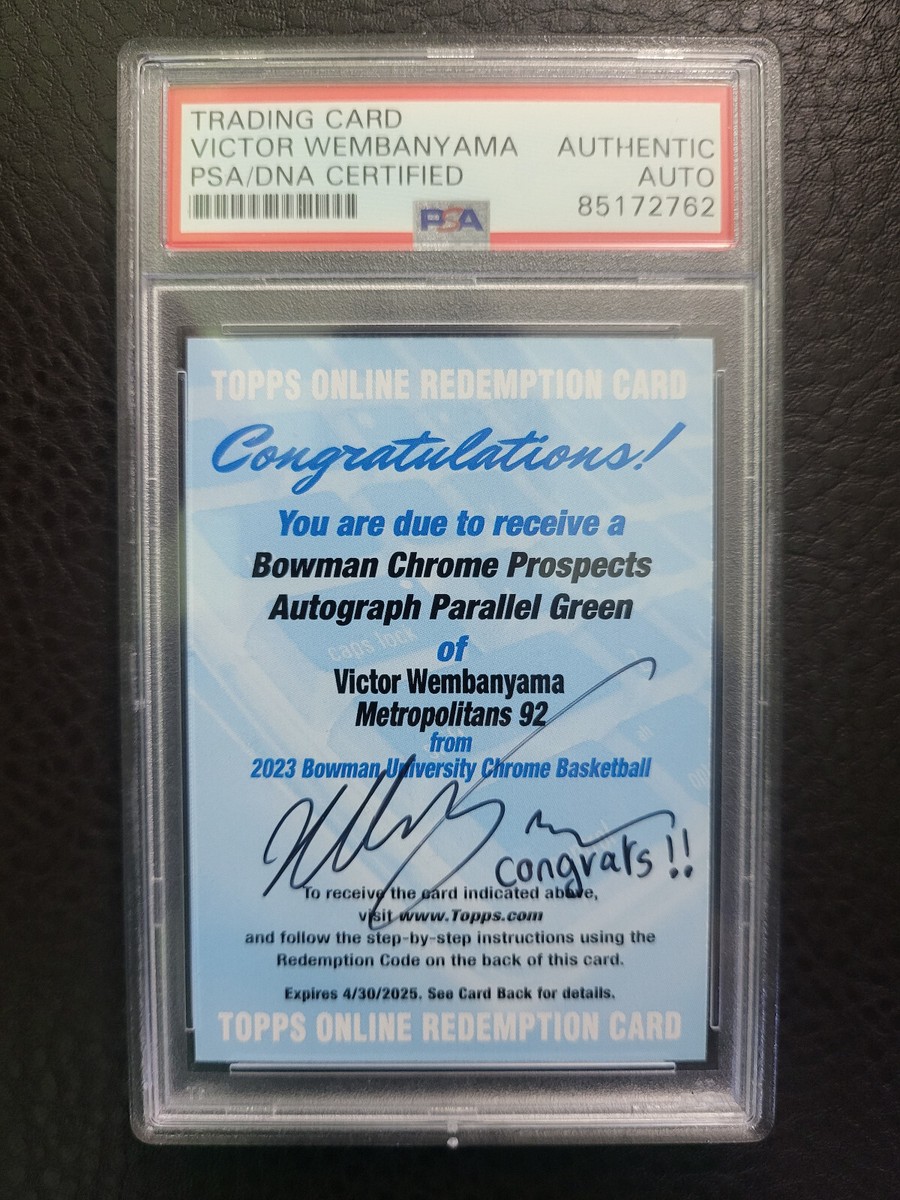 TRADING CARD
VICTOR WEMBANYAMA AUTHENTIC
PSA/DNA CERTIFIED AUTO
PSA 85172762
TOPPS ONLINE REDEMPTION CARD
Congratulations!
You are due to receive a
Bowman Chrome Prospects
Autograph Parallel Green
of
caps lock
Victor Wembanyama
Metropolitans 92
from
2023 Bowman University Chrome Basketball
congrats!!
To receive the card indicated above,
visit www.Topps.com
and follow the step-by-step instructions using the
Redemption Code on the back of this card.
Expires 4/30/2025. See Card Back for details.
TOPPS ONLINE REDEMPTION CARD